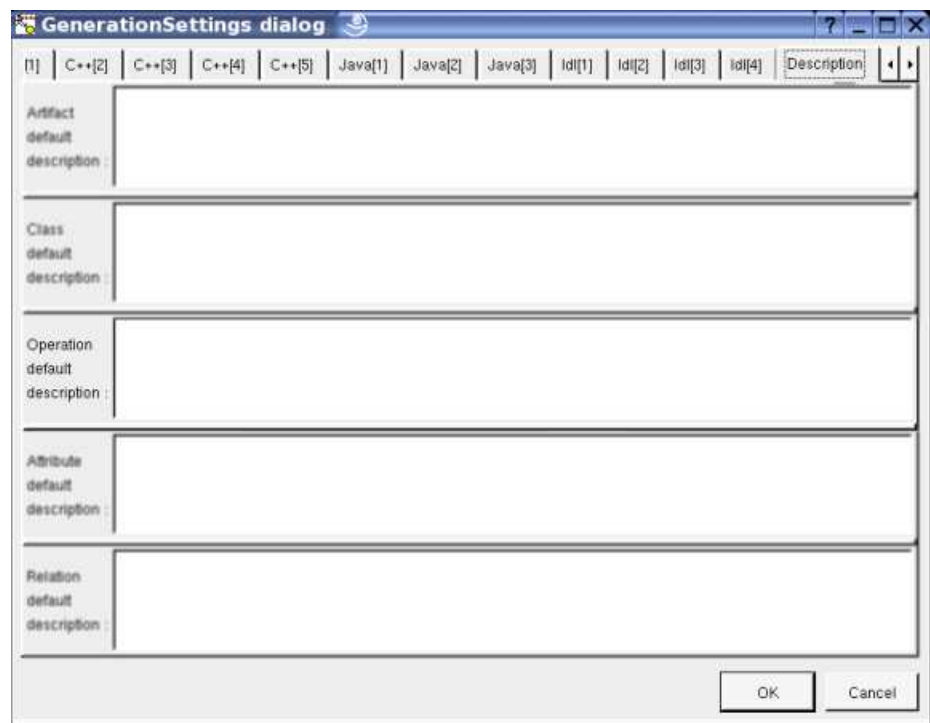 GenerationSettings dialog
[1] C++[2] C++[3] C++[4] C++[5] Java[1] Java[2] Java[3] Idl[1] Idl[2] Idl[3] Idl[4] Description
Artifact
default
description :
Class
default
description :
Operation
default
description :
Attribute
default
description :
Relation
default
description :
OK Cancel